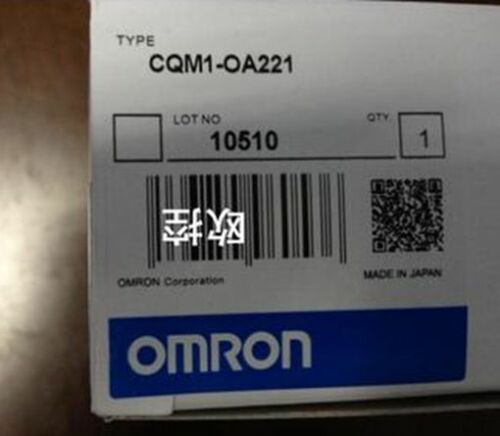 TYPE
CQM1-OA221
LOT NO
10510
QTY.
1
欧控
OMRON Corporation
MADE IN JAPAN
OMRON